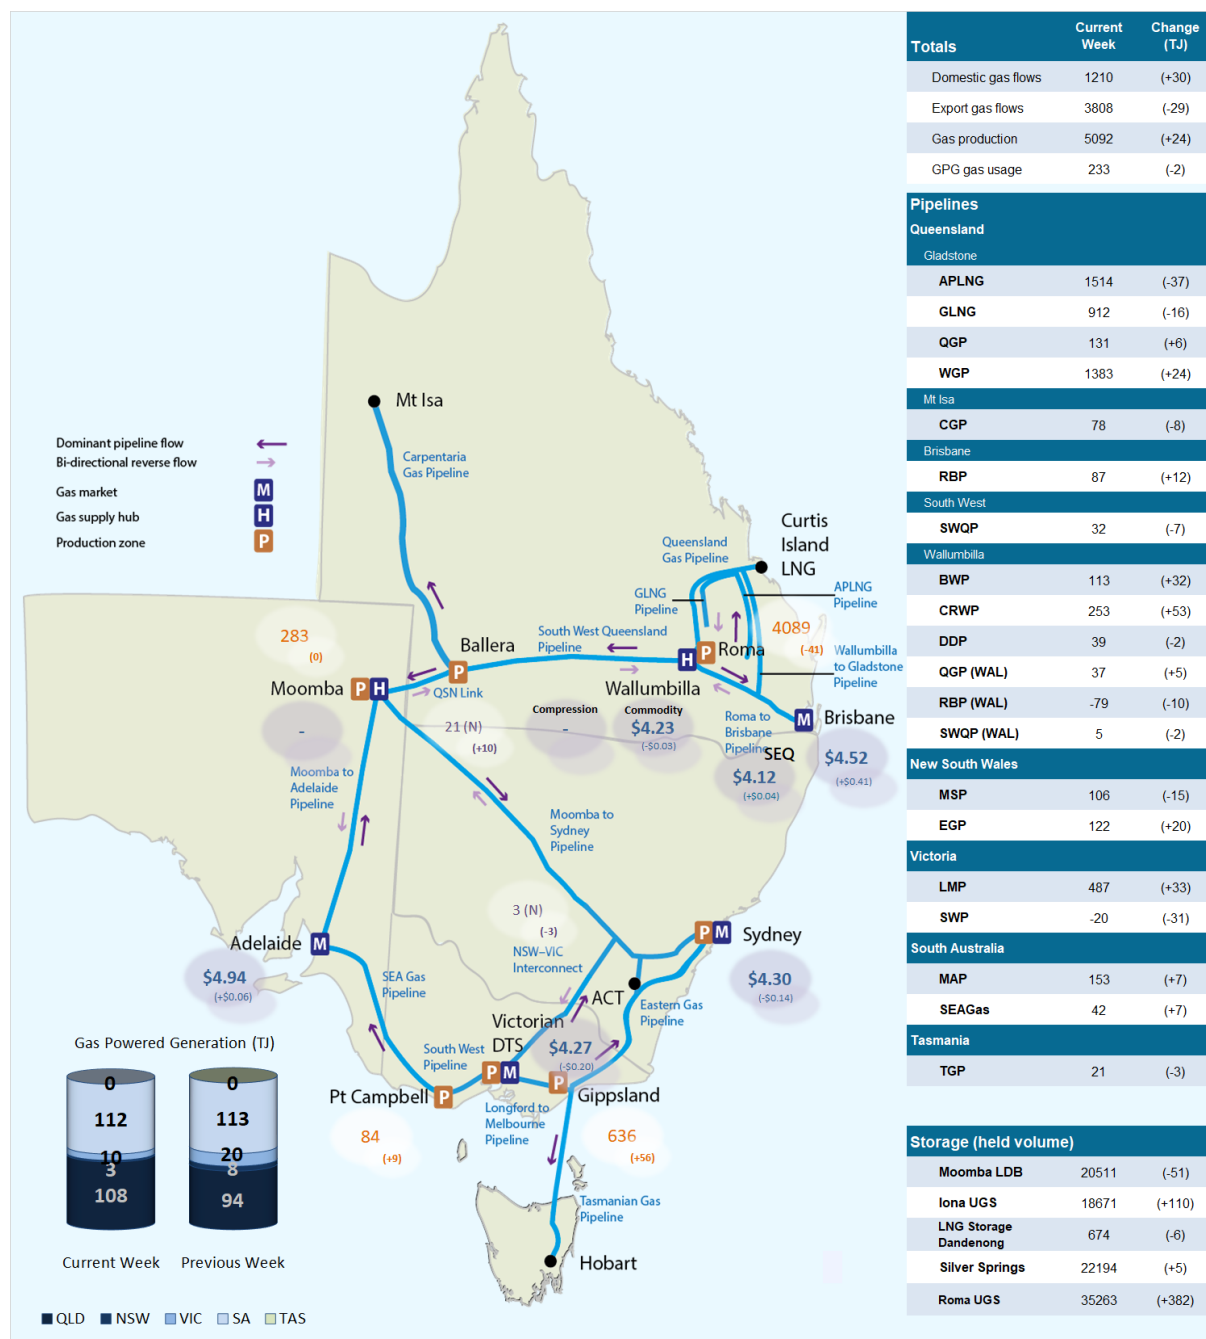 Totals Current Week Change (TJ)
Domestic gas flows 1210 (+30)
Export gas flows 3808 (-29)
Gas production 5092 (+24)
GPG gas usage 233 (-2)
Pipelines
Queensland
Gladstone
APLNG 1514 (-37)
GLNG 912 (-16)
QGP 131 (+6)
WGP 1383 (+24)
Mt Isa
CGP 78 (-8)
Brisbane
RBP 87 (+12)
South West
SWQP 32 (-7)
Wallumbilla
BWP 113 (+32)
CRWP 253 (+53)
DDP 39 (-2)
QGP (WAL) 37 (+5)
RBP (WAL) -79 (-10)
SWQP (WAL) 5 (-2)
New South Wales
MSP 106 (-15)
EGP 122 (+20)
Victoria
LMP 487 (+33)
SWP -20 (-31)
South Australia
MAP 153 (+7)
SEAGas 42 (+7)
Tasmania
TGP 21 (-3)
Storage (held volume)
Moomba LDB 20511 (-51)
Iona UGS 18671 (+110)
LNG Storage
Dandenong 674 (-6)
Silver Springs 22194 (+5)
Roma UGS 35263 (+382)
Mt Isa
Carpentaria
Gas Pipeline
Dominant pipeline flow
Bi-directional reverse flow
Gas market M
Gas supply hub H
Production zone P
Curtis
Island
LNG
Queensland
Gas Pipeline
GLNG
Pipeline
APLNG
Pipeline
4089
(-41)
Wallumbilla
to Gladstone
Pipeline
283
(0)
Ballera
P
South West Queensland
Pipeline
H
P
Roma
Moomba
P
H
QSN Link
Wallumbilla
-
21 (N)
(+10)
Compression
-
Commodity
$4.23
(-$0.03)
Roma to
Brisbane
Pipeline
M
Brisbane
SEQ
$4.12
(+$0.04)
$4.52
(+$0.41)
Moomba to
Adelaide
Pipeline
Moomba to
Sydney
Pipeline
3 (N)
(-3)
NSW–VIC
Interconnect
Adelaide
M
$4.94
(+$0.06)
P
M
Sydney
$4.30
(-$0.14)
SEA Gas
Pipeline
ACT
Eastern Gas
Pipeline
Victorian
DTS
$4.27
(-$0.20)
South West
Pipeline
P
M
P
Pt Campbell
P
Gippsland
84
(+9)
Longford to
Melbourne
Pipeline
636
(+56)
Tasmanian Gas
Pipeline
Hobart
Gas Powered Generation (TJ)
0 0
112 113
10 20
3 8
108 94
Current Week Previous Week
QLD NSW VIC SA TAS